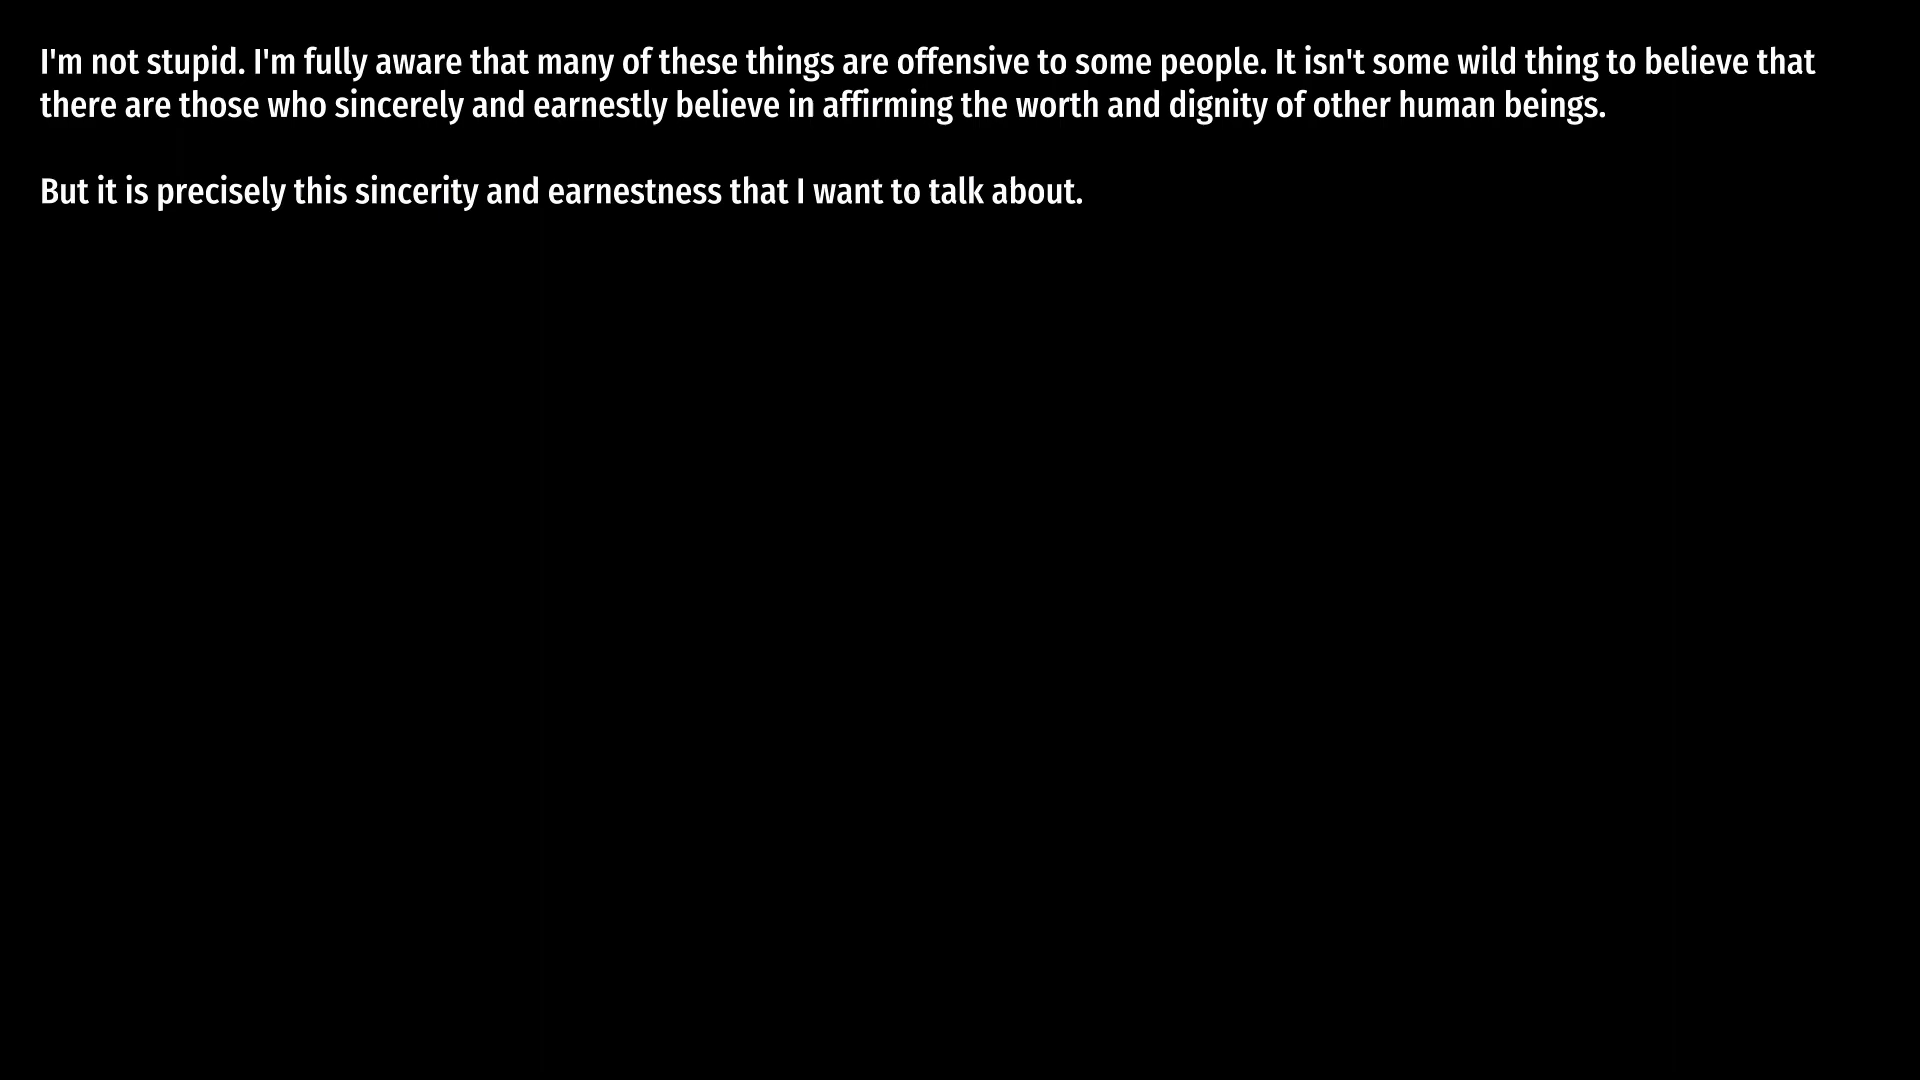 I'm not stupid. I'm fully aware that many of these things are offensive to some people. It isn't some wild thing to believe that
there are those who sincerely and earnestly believe in affirming the worth and dignity of other human beings.
But it is precisely this sincerity and earnestness that I want to talk about.